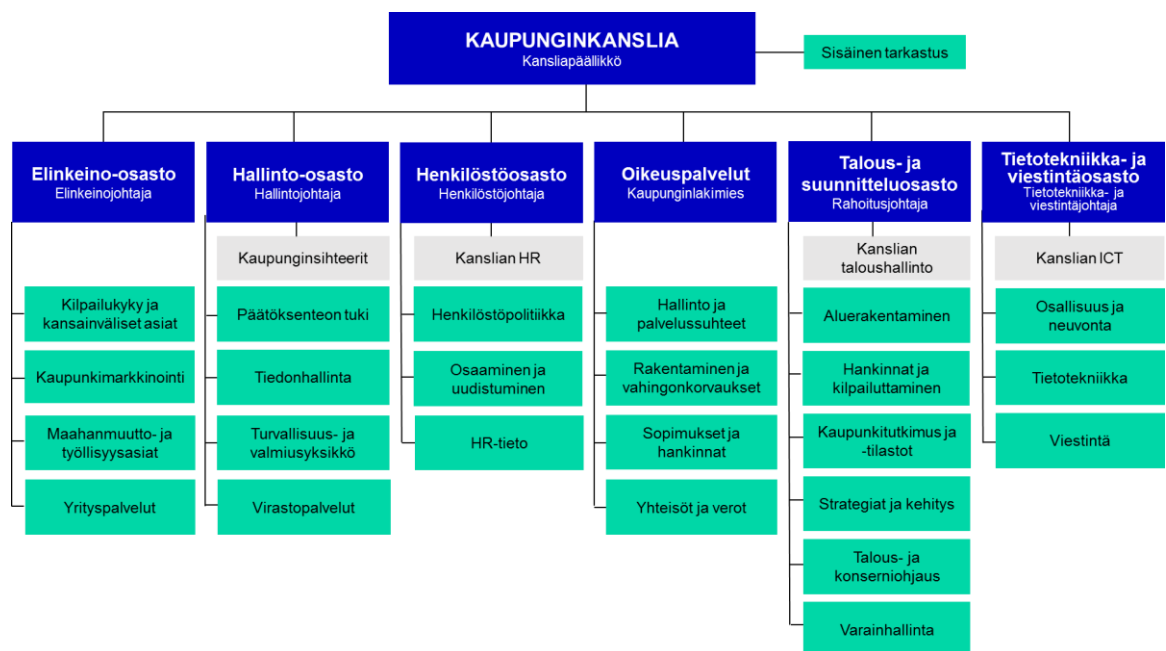 KAUPUNGINKANSLIA
Kansliapäällikkö
Sisäinen tarkastus
Elinkeino-osasto
Elinkeinojohtaja
Kilpailukyky ja
kansainväliset asiat
Kaupunkimarkkinointi
Maahanmuutto- ja
työllisyysasiat
Yrityspalvelut
Hallinto-osasto
Hallintojohtaja
Kaupunginsihteerit
Päätöksenteon tuki
Tiedonhallinta
Turvallisuus- ja
valmiusyksikkö
Virastopalvelut
Henkilöstöosasto
Henkilöstöjohtaja
Kanslian HR
Henkilöstöpolitiikka
Osaaminen ja
uudistuminen
HR-tieto
Oikeuspalvelut
Kaupunginlakimies
Hallinto ja
palvelussuhteet
Rakentaminen ja
vahingonkorvaukset
Sopimukset ja
hankinnat
Yhteisöt ja verot
Talous- ja
suunnitteluosasto
Rahoitusjohtaja
Kanslian
taloushallinto
Aluerakentaminen
Hankinnat ja
kilpailuttaminen
Kaupunkitutkimus ja
-tilastot
Strategiat ja kehitys
Talous- ja
konserniohjaus
Varainhallinta
Tietotekniikka- ja
viestintäosasto
Tietotekniikka- ja
viestintäjohtaja
Kanslian ICT
Osallisuus ja
neuvonta
Tietotekniikka
Viestintä